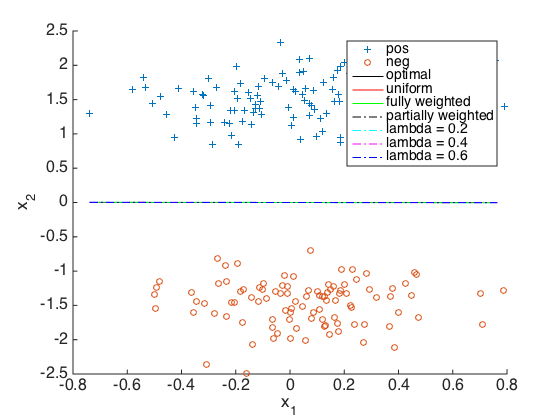 2.5
2
1.5
1
0.5
0
-0.5
-1
-1.5
-2
-2.5
x2
pos
neg
optimal
uniform
fully weighted
partially weighted
lambda = 0.2
lambda = 0.4
lambda = 0.6
-0.8 -0.6 -0.4 -0.2 0 0.2 0.4 0.6 0.8
x1